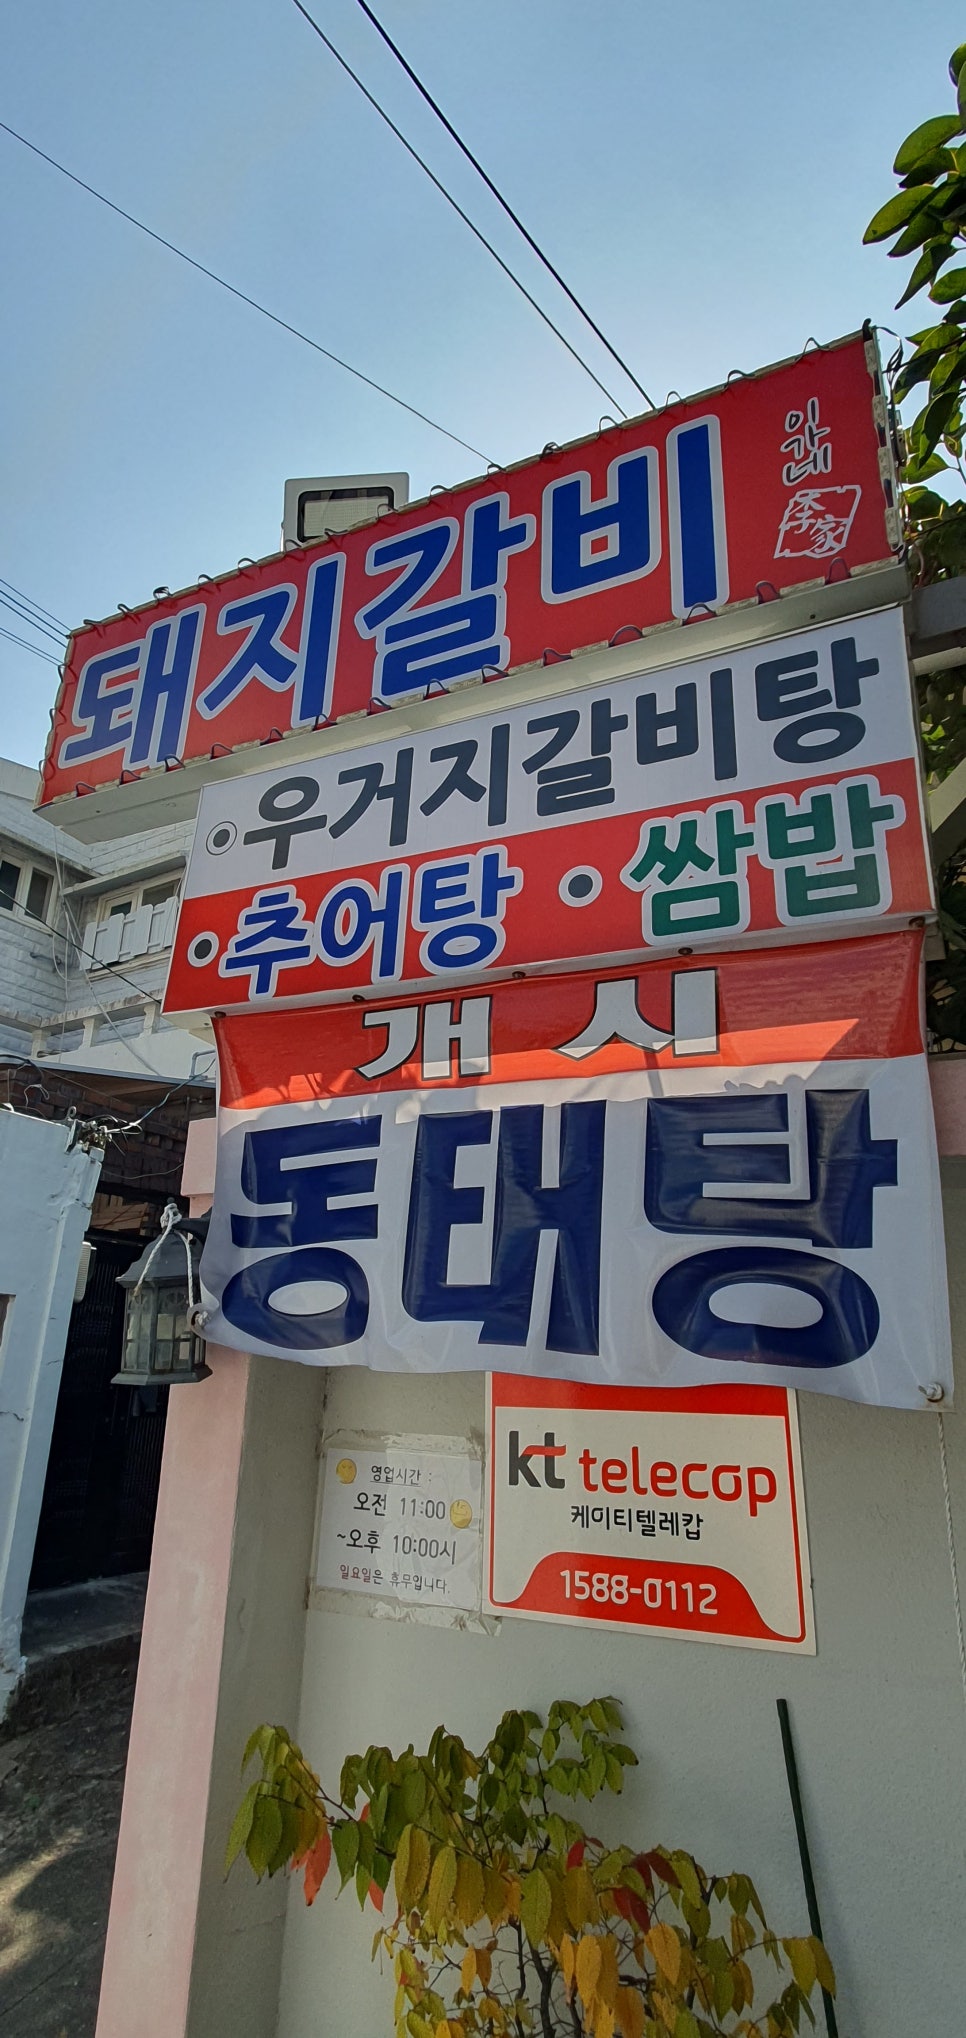 돼지갈비
이가네
李家
우거지갈비탕
추어탕 • 쌈밥
개시
동태탕
kt telecop
케이티텔레캅
1588-0112
영업시간 :
오전 11:00
~오후 10:00시
일요일은 휴무입니다.